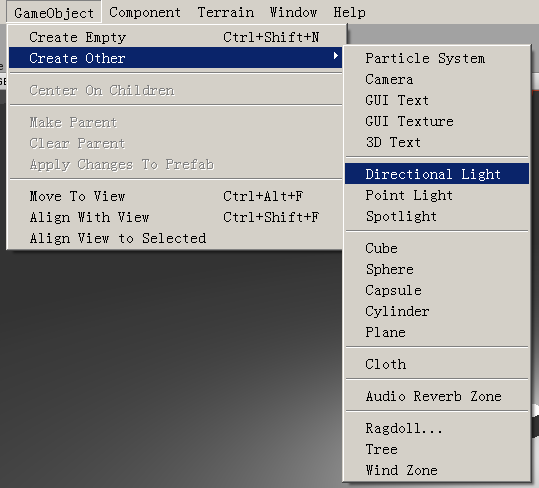 GameObject Component Terrain Window Help
Create Empty Ctrl+Shift+N
Create Other
Center On Children
Make Parent
Clear Parent
Apply Changes To Prefab
Move To View Ctrl+Alt+F
Align With View Ctrl+Shift+F
Align View to Selected
Particle System
Camera
GUI Text
GUI Texture
3D Text
Directional Light
Point Light
Spotlight
Cube
Sphere
Capsule
Cylinder
Plane
Cloth
Audio Reverb Zone
Ragdoll...
Tree
Wind Zone